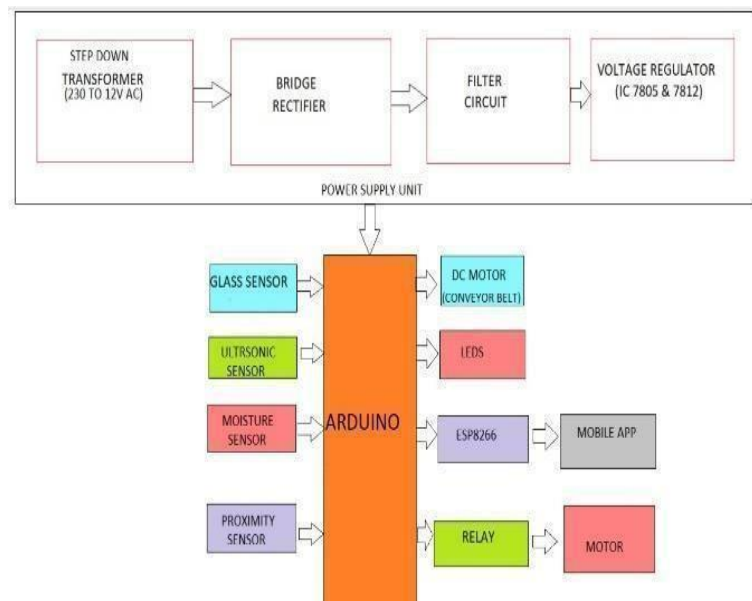 STEP DOWN
TRANSFORMER
(230 TO 12V AC)
BRIDGE
RECTIFIER
FILTER
CIRCUIT
VOLTAGE REGULATOR
(IC 7805 & 7812)
POWER SUPPLY UNIT
GLASS SENSOR
ULTRSONIC
SENSOR
MOISTURE
SENSOR
PROXIMITY
SENSOR
ARDUINO
DC MOTOR
(CONVEYOR BELT)
LEDS
ESP8266
MOBILE APP
RELAY
MOTOR